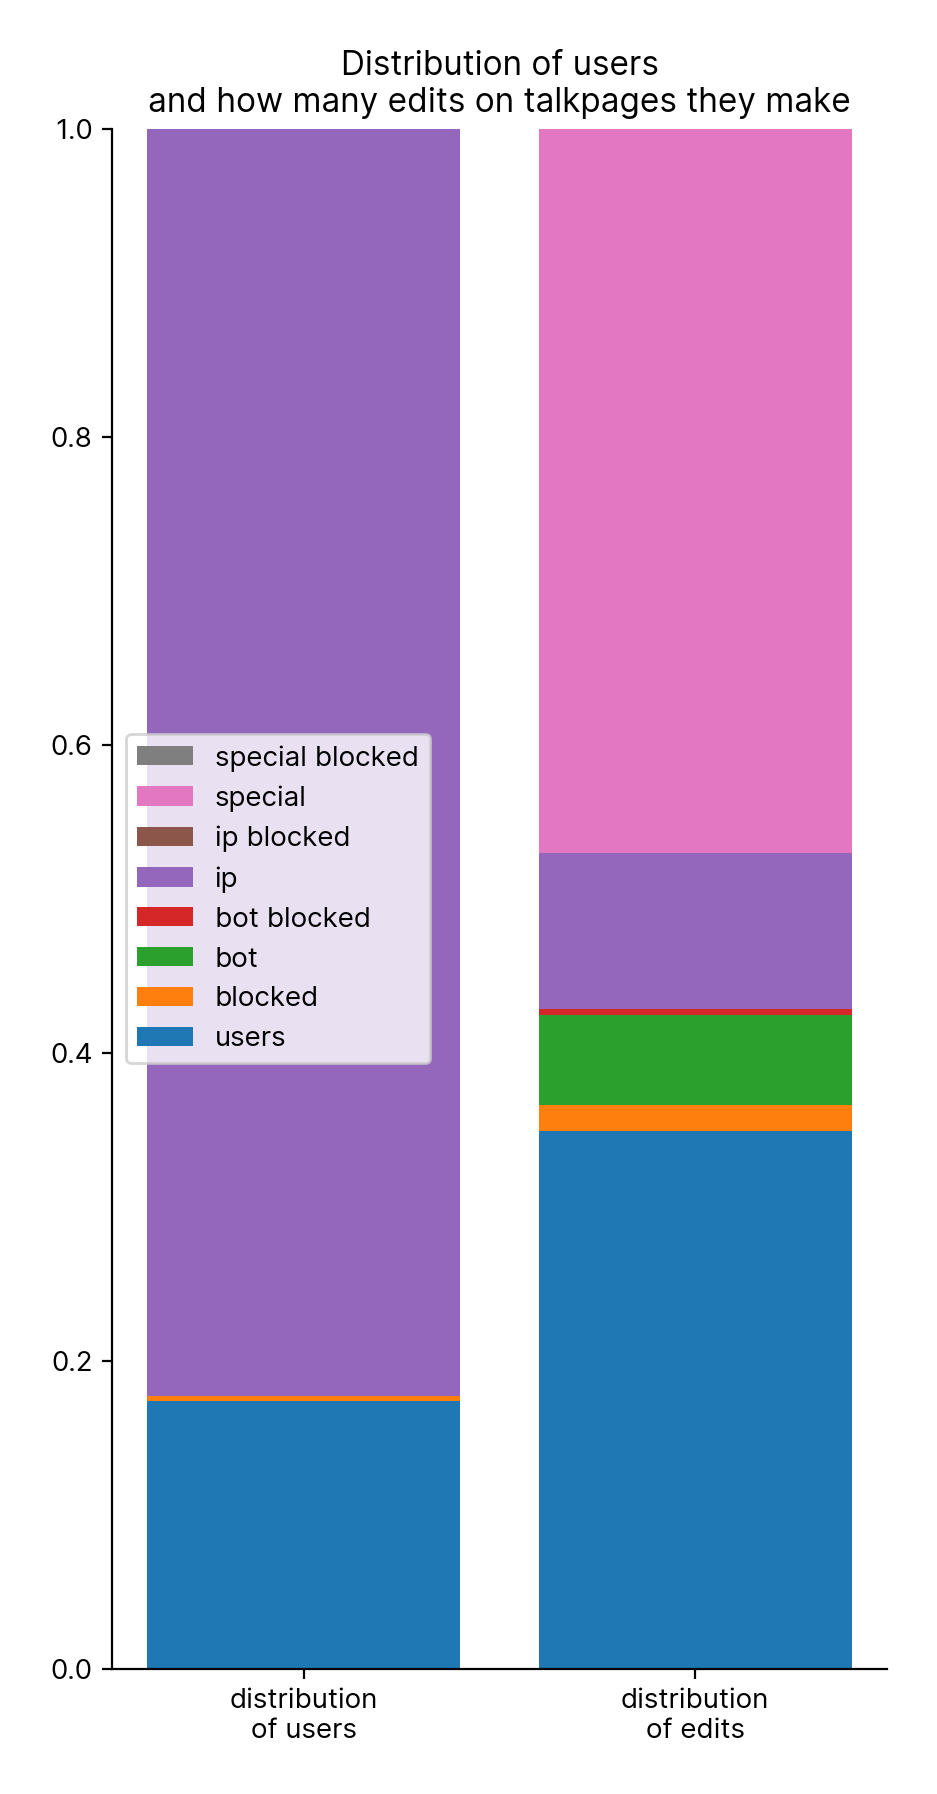 Distribution of users
and how many edits on talkpages they make
1.0
0.8
0.6
0.4
0.2
0.0
special blocked
special
ip blocked
ip
bot blocked
bot
blocked
users
distribution
of users
distribution
of edits